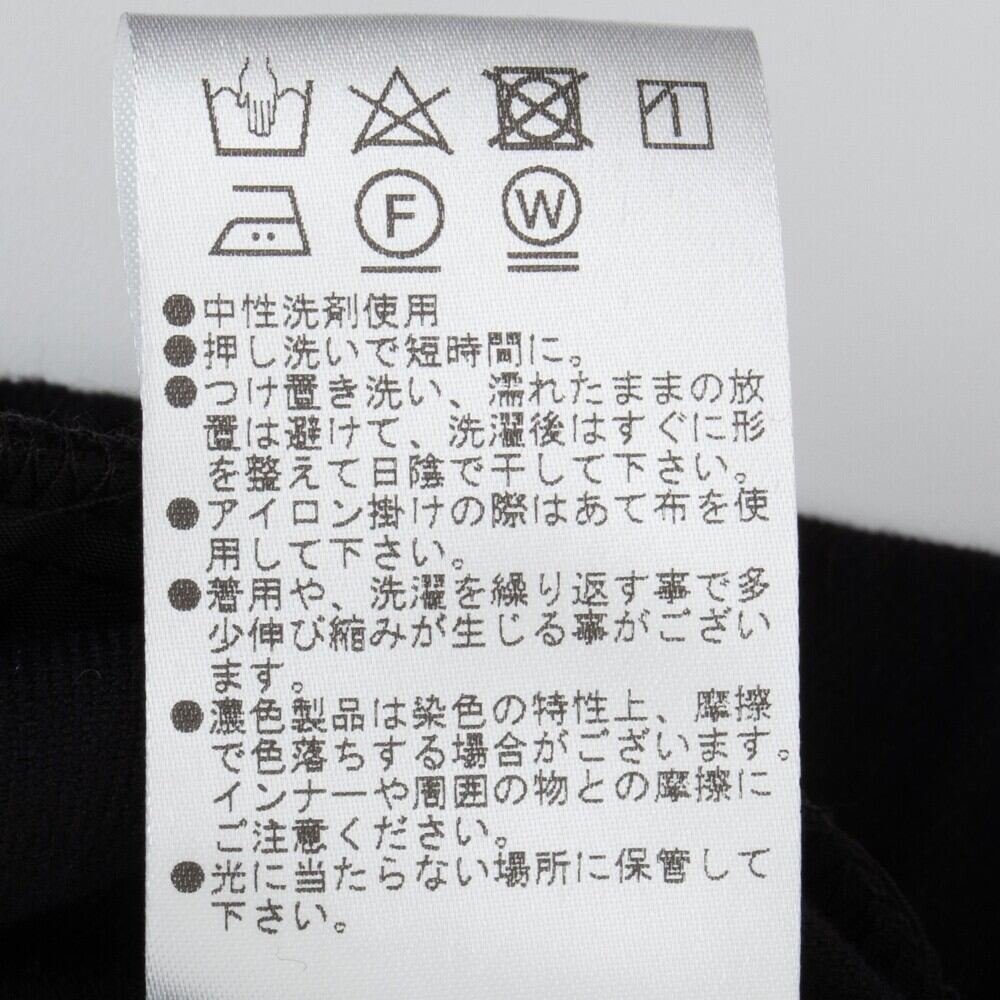 F W
●中性洗剤使用
●押し洗いで短時間に。
●つけ置き洗い、濡れたままの放
置は避けて、洗濯後はすぐに形
を整えて日陰で干して下さい。
●アイロン掛けの際はあて布を使
用して下さい。
●着用や、洗濯を繰り返す事で多
少伸び縮みが生じる事がござい
ます。
●濃色製品は染色の特性上、摩擦
で色落ちする場合がございます。
インナーや周囲の物との摩擦に
ご注意ください。
●光に当たらない場所に保管して
下さい。